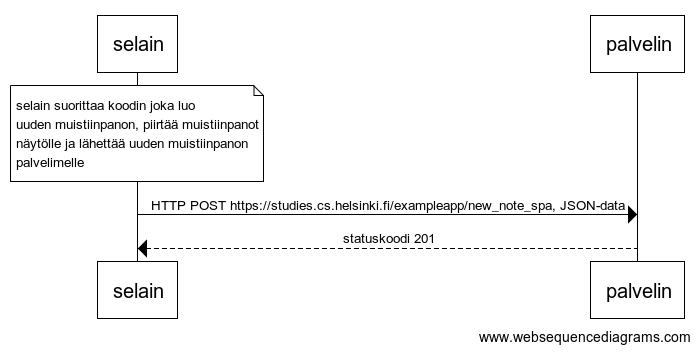 selain
palvelin
selain suorittaa koodin joka luo
uuden muistiinpanon, piirtää muistiinpanot
näytölle ja lähettää uuden muistiinpanon
palvelimelle
HTTP POST https://studies.cs.helsinki.fi/exampleapp/new_note_spa, JSON-data
statuskoodi 201
selain
palvelin
www.websequencediagrams.com